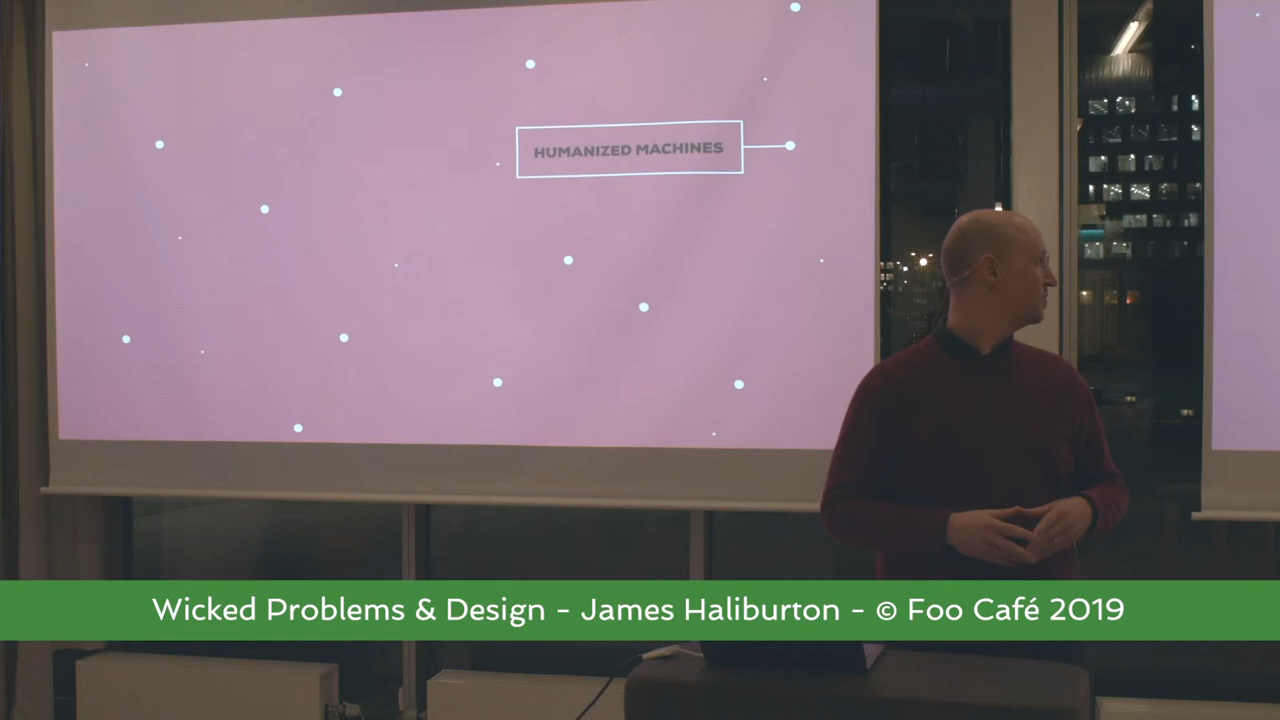 HUMANIZED MACHINES
Wicked Problems & Design - James Haliburton - © Foo Café 2019